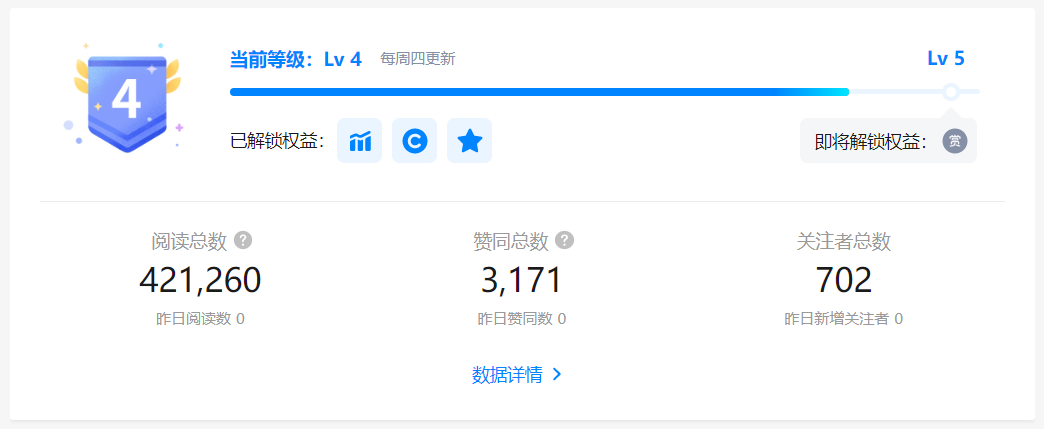 4
当前等级：Lv 4 每周四更新 Lv 5
已解锁权益： 即将解锁权益： 赏
阅读总数 ? 赞同总数 ? 关注者总数
421,260 3,171 702
昨日阅读数 0 昨日赞同数 0 昨日新增关注者 0
数据详情